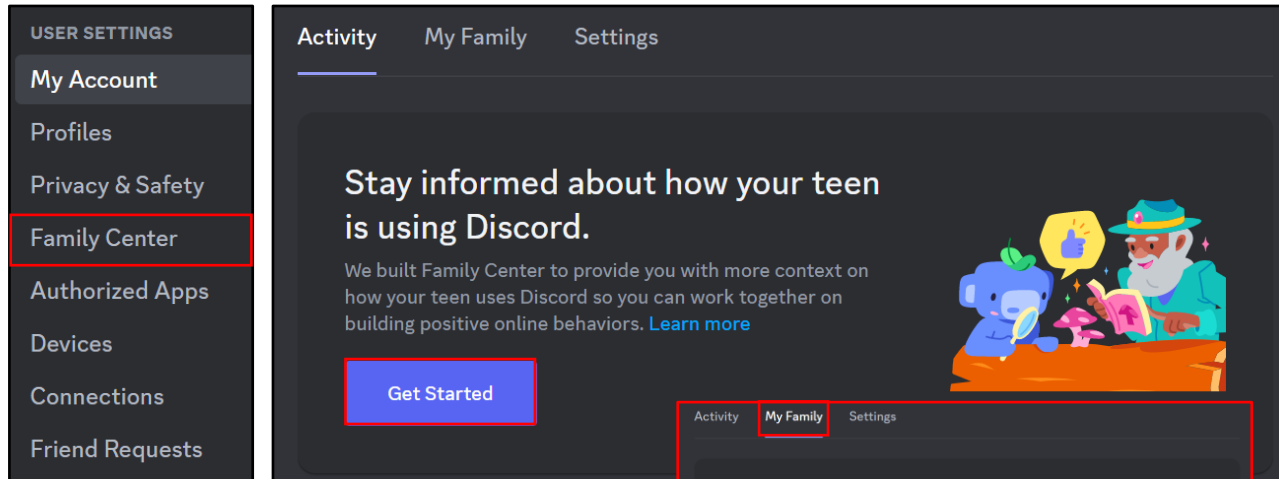 USER SETTINGS
My Account
Profiles
Privacy & Safety
Family Center
Authorized Apps
Devices
Connections
Friend Requests
Activity My Family Settings
Stay informed about how your teen
is using Discord.
We built Family Center to provide you with more context on
how your teen uses Discord so you can work together on
building positive online behaviors. Learn more
Get Started
Activity My Family Settings